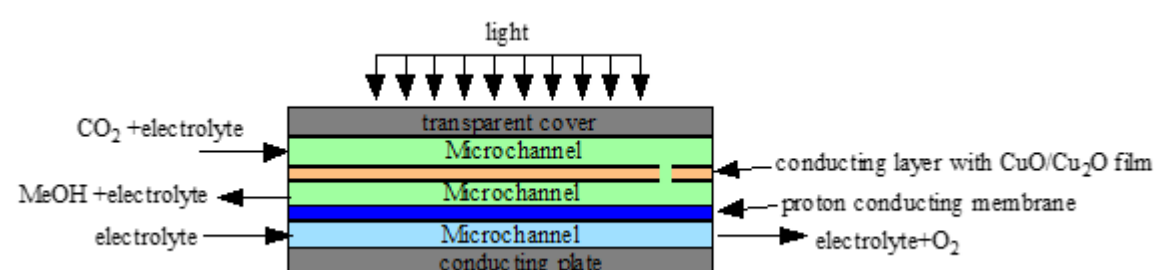 light
transparent cover
CO₂ +electrolyte
Microchannel
conducting layer with CuO/Cu₂O film
MeOH +electrolyte
Microchannel
proton conducting membrane
electrolyte
Microchannel
electrolyte+O₂
conducting plate